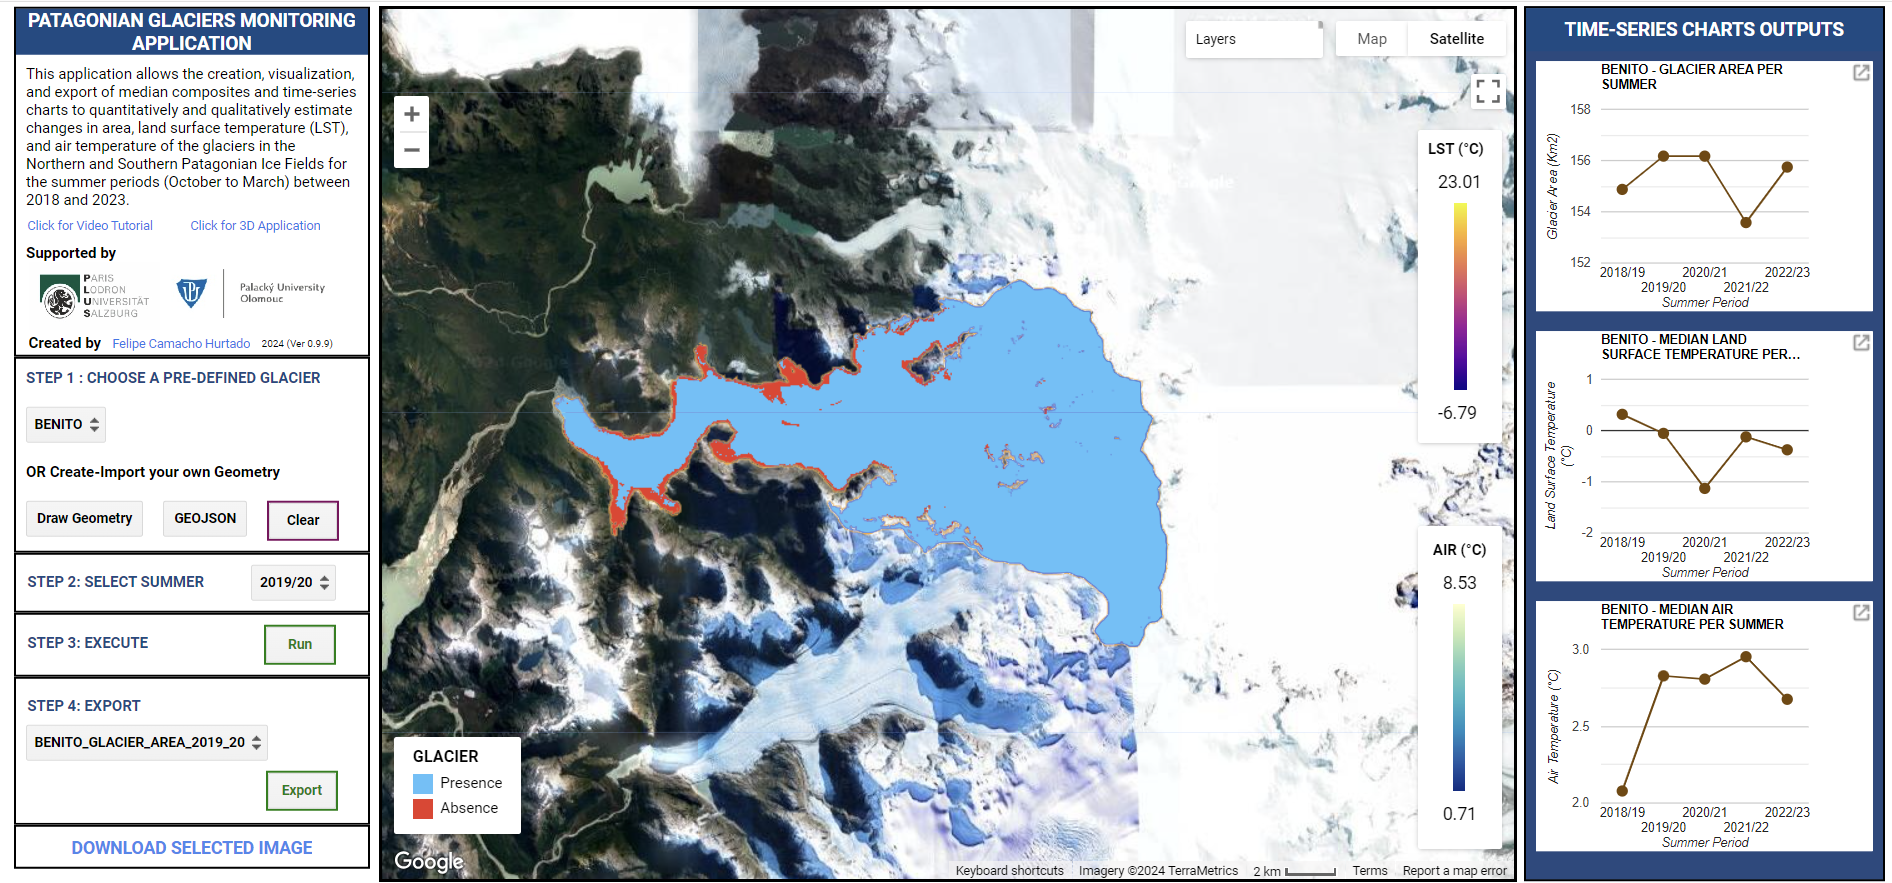 PATAGONIAN GLACIERS MONITORING
APPLICATION
This application allows the creation, visualization,
and export of median composites and time-series
charts to quantitatively and qualitatively estimate
changes in area, land surface temperature (LST),
and air temperature of the glaciers in the
Northern and Southern Patagonian Ice Fields for
the summer periods (October to March) between
2018 and 2023.
Click for Video Tutorial
Click for 3D Application
Supported by
PARIS
LODRON
UNIVERSITÄT
SALZBURG
Palacký University
Olomouc
Created by Felipe Camacho Hurtado 2024 (Ver 0.9.9)
STEP 1 : CHOOSE A PRE-DEFINED GLACIER
BENITO
OR Create-Import your own Geometry
Draw Geometry
GEOJSON
Clear
STEP 2: SELECT SUMMER
2019/20
STEP 3: EXECUTE
Run
STEP 4: EXPORT
BENITO_GLACIER_AREA_2019_20
Export
DOWNLOAD SELECTED IMAGE
+
−
Layers
Map
Satellite
LST (°C)
23.01
-6.79
AIR (°C)
8.53
0.71
GLACIER
Presence
Absence
Google
Keyboard shortcuts
Imagery ©2024 TerraMetrics
2 km
Terms
Report a map error
TIME-SERIES CHARTS OUTPUTS
BENITO - GLACIER AREA PER
SUMMER
Glacier Area (Km2)
158
156
154
152
2018/19
2019/20
2020/21
2021/22
2022/23
Summer Period
BENITO - MEDIAN LAND
SURFACE TEMPERATURE PER...
Land Surface Temperature
(°C)
1
0
-1
-2
2018/19
2019/20
2020/21
2021/22
2022/23
Summer Period
BENITO - MEDIAN AIR
TEMPERATURE PER SUMMER
Air Temperature (°C)
3.0
2.5
2.0
2018/19
2019/20
2020/21
2021/22
2022/23
Summer Period